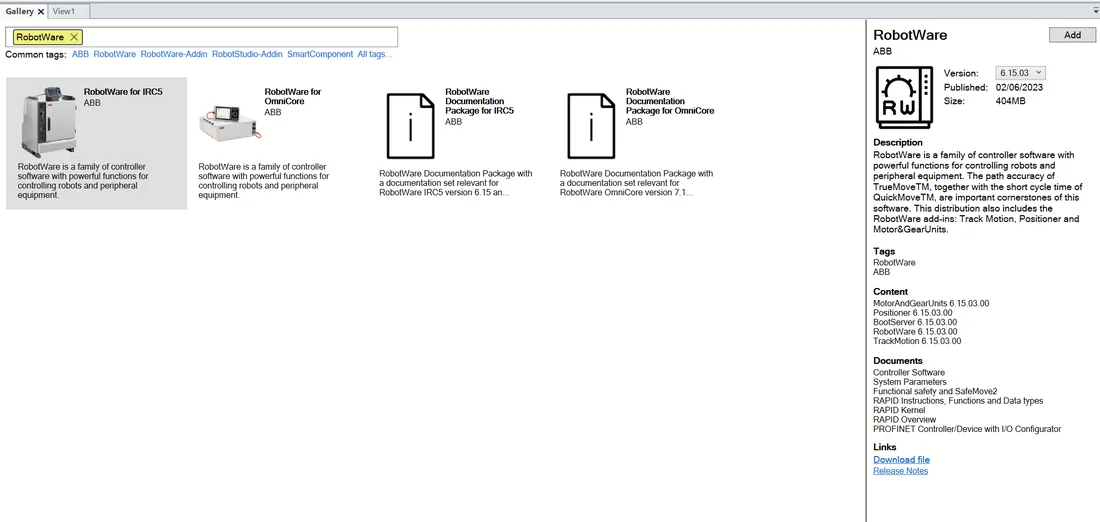 Gallery
View1
RobotWare
Common tags: ABB RobotWare RobotWare-Addin RobotStudio-Addin SmartComponent All tags...
RobotWare for IRC5
ABB
RobotWare is a family of controller
software with powerful functions for
controlling robots and peripheral
equipment.
RobotWare for
OmniCore
ABB
RobotWare is a family of controller
software with powerful functions for
controlling robots and peripheral
equipment.
RobotWare
Documentation
Package for IRC5
ABB
RobotWare Documentation Package with
a documentation set relevant for
RobotWare IRC5 version 6.15 an...
RobotWare
Documentation
Package for OmniCore
ABB
RobotWare Documentation Package with
a documentation set relevant for
RobotWare OmniCore version 7.1...
RobotWare
Add
ABB
RW
Version: 6.15.03
Published: 02/06/2023
Size: 404MB
Description
RobotWare is a family of controller software with
powerful functions for controlling robots and
peripheral equipment. The path accuracy of
TrueMoveTM, together with the short cycle time of
QuickMoveTM, are important cornerstones of this
software. This distribution also includes the
RobotWare add-ins: Track Motion, Positioner and
Motor&GearUnits.
Tags
RobotWare
ABB
Content
MotorAndGearUnits 6.15.03.00
Positioner 6.15.03.00
BootServer 6.15.03.00
RobotWare 6.15.03.00
TrackMotion 6.15.03.00
Documents
Controller Software
System Parameters
Functional safety and SafeMove2
RAPID Instructions, Functions and Data types
RAPID Kernel
RAPID Overview
PROFINET Controller/Device with I/O Configurator
Links
Download file
Release Notes